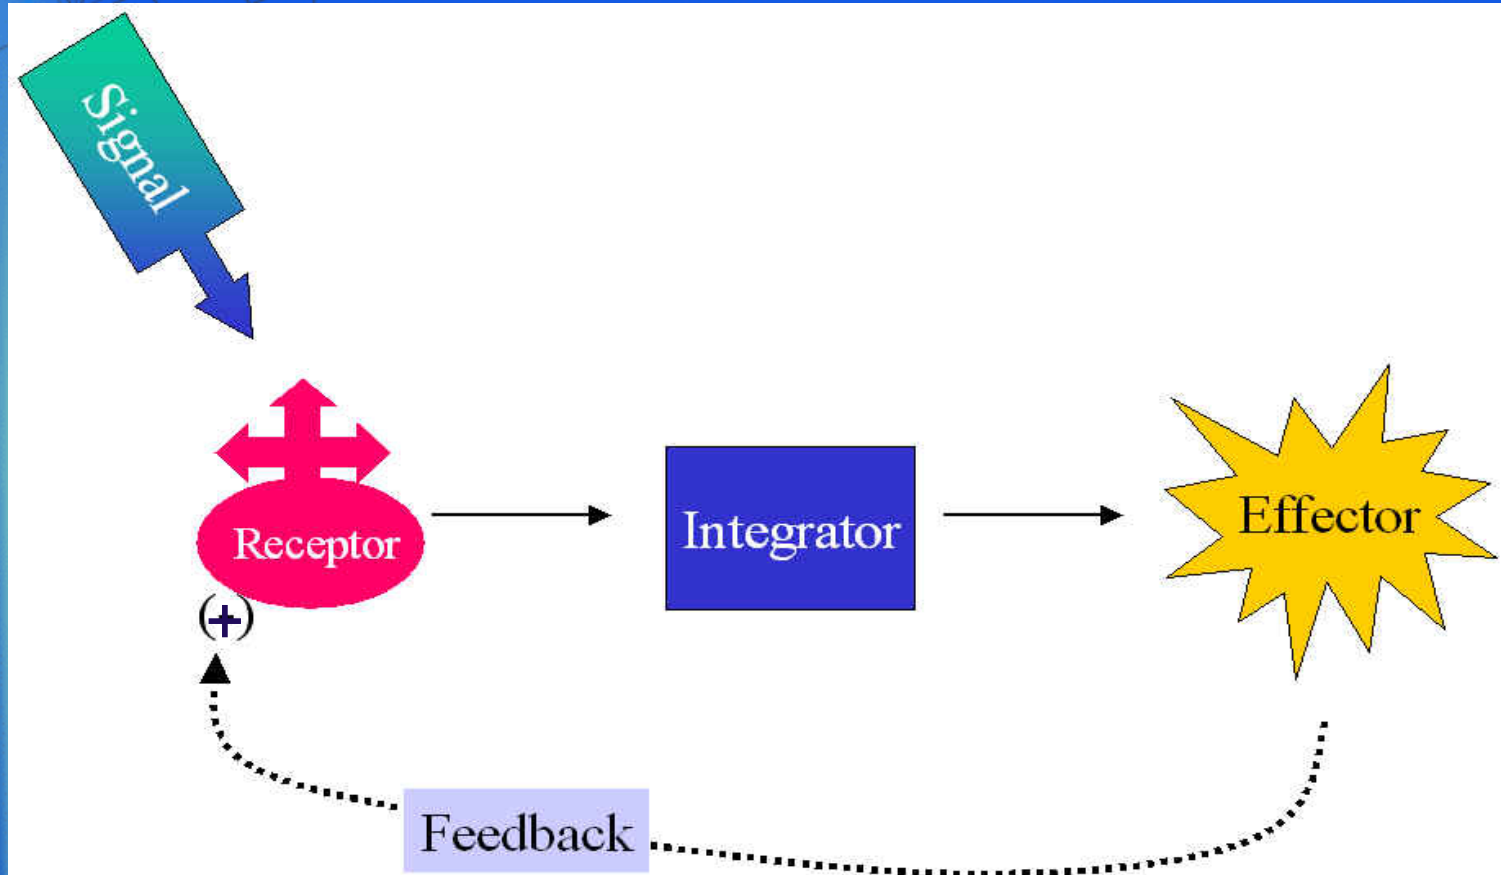 Signal
Receptor
Integrator
Effector
(+)
Feedback